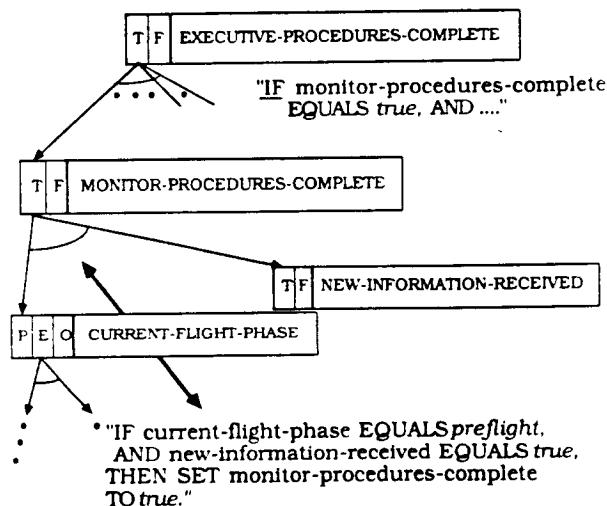 T F EXECUTIVE-PROCEDURES-COMPLETE
"IF monitor-procedures-complete
EQUALS true, AND ...."
T F MONITOR-PROCEDURES-COMPLETE
T F NEW-INFORMATION-RECEIVED
P E O CURRENT-FLIGHT-PHASE
"IF current-flight-phase EQUALS preflight,
AND new-information-received EQUALS true,
THEN SET monitor-procedures-complete
TO true."